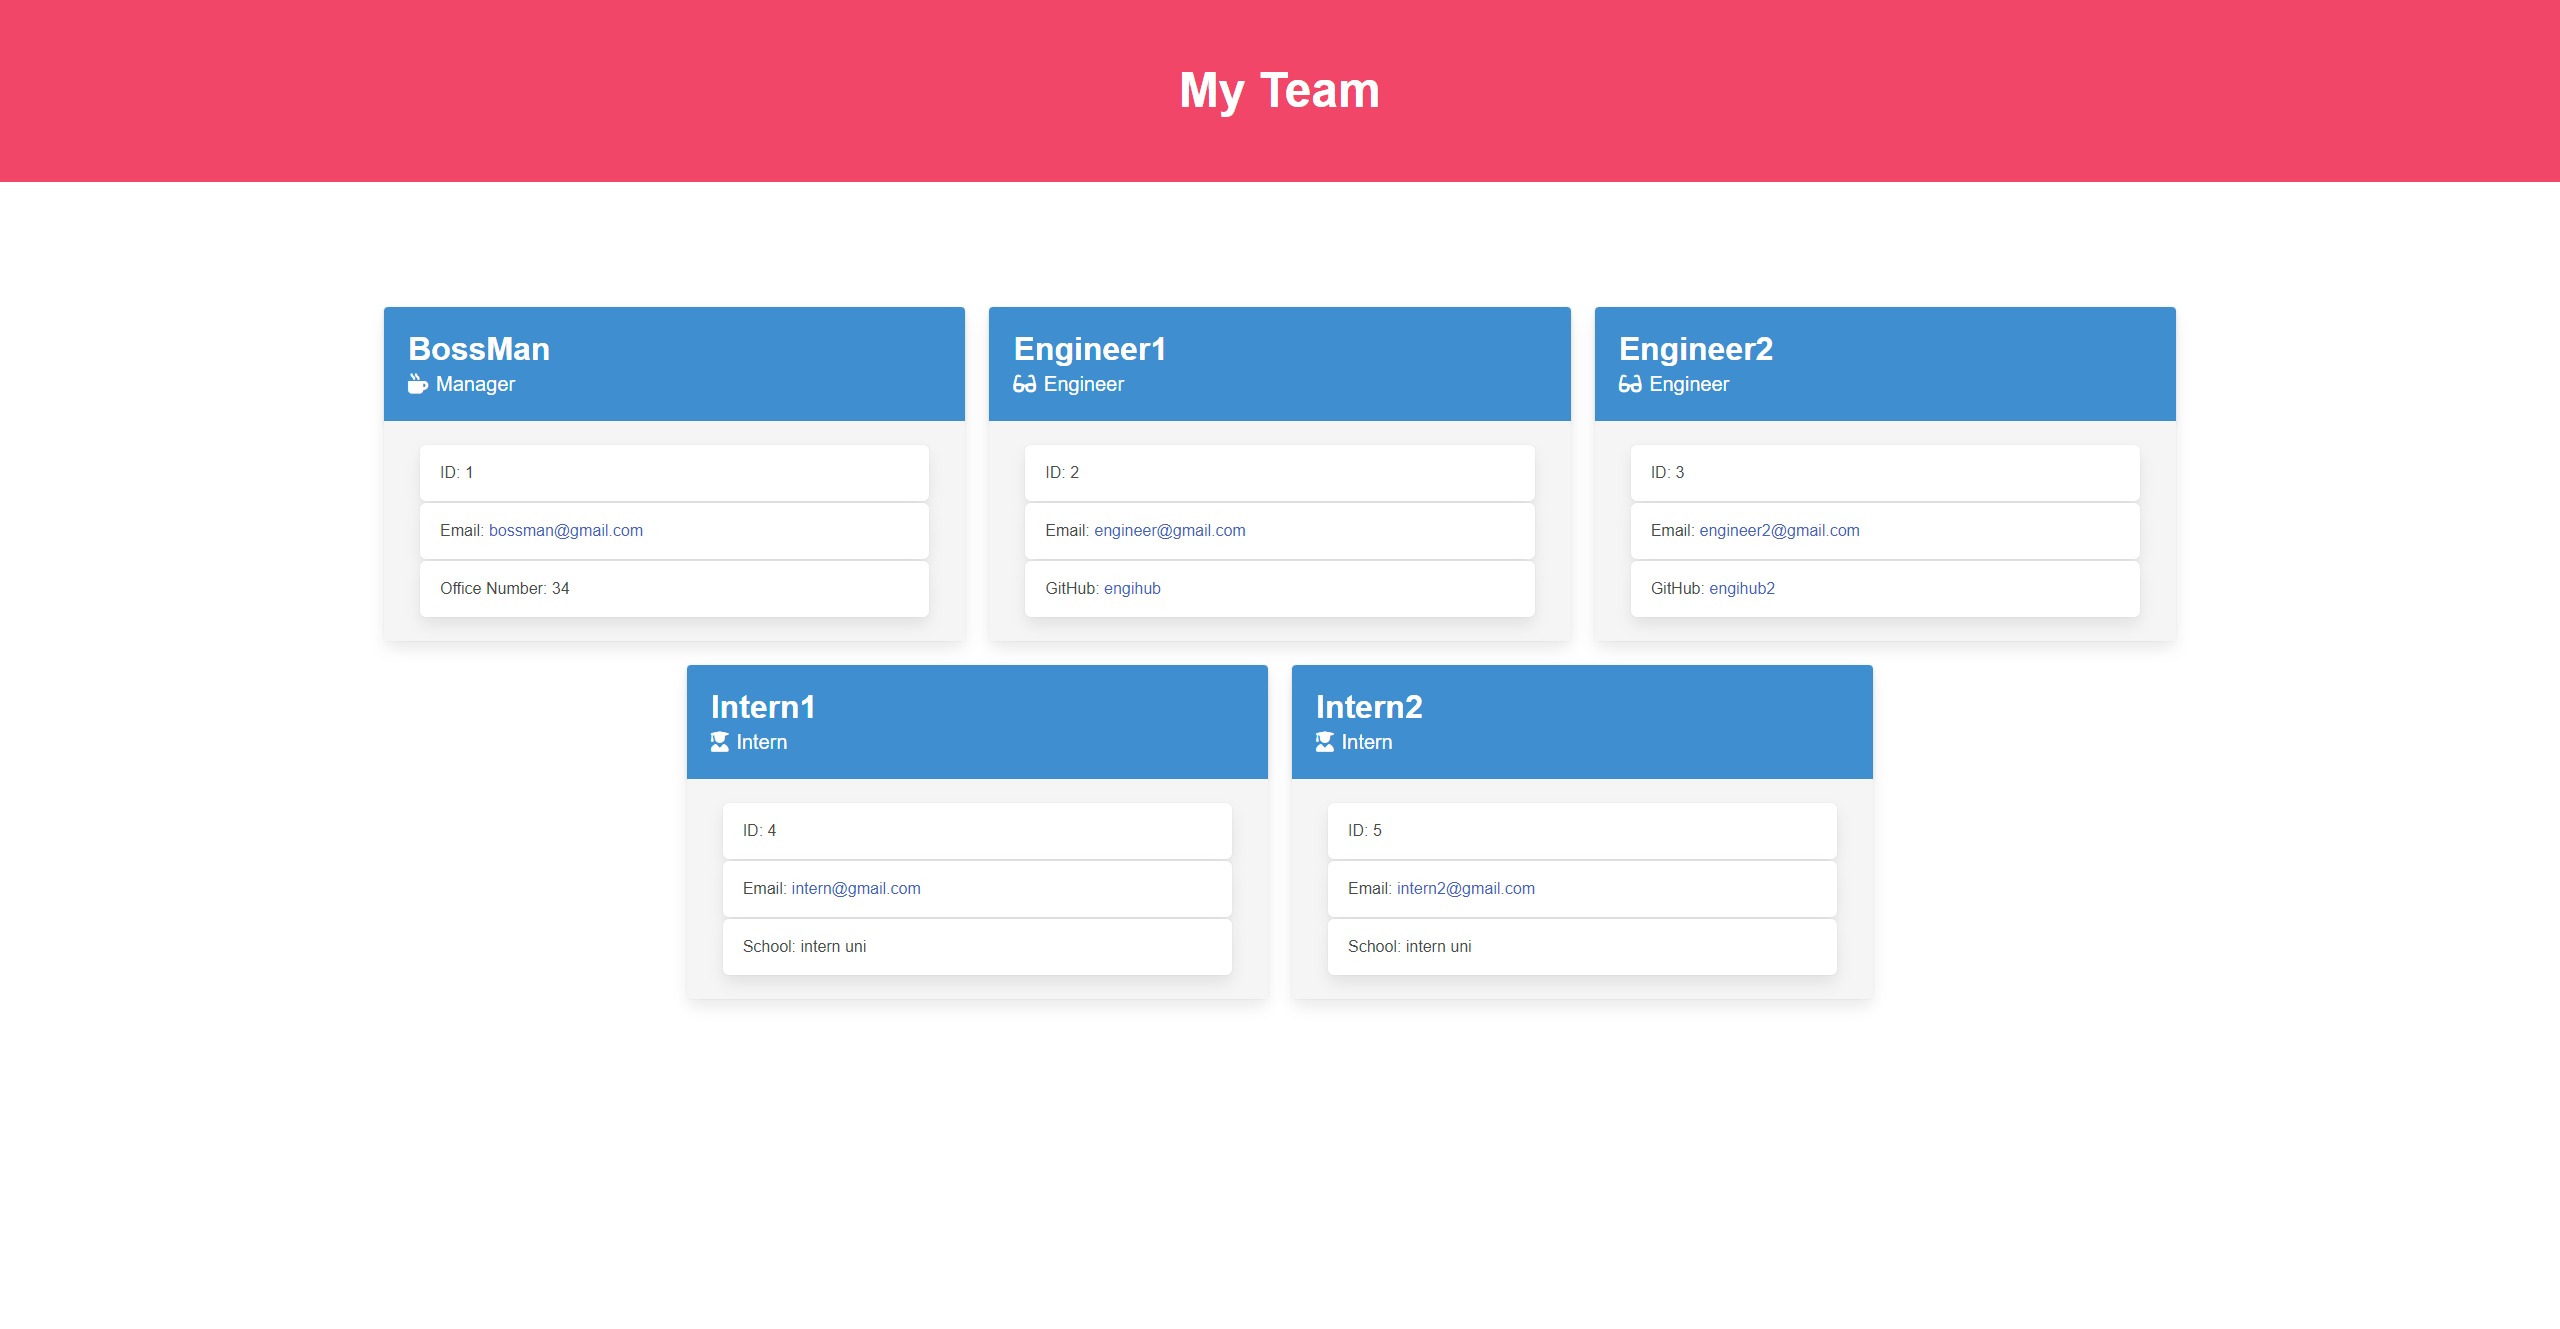 My Team
BossMan
Manager
ID: 1
Email: bossman@gmail.com
Office Number: 34
Engineer1
Engineer
ID: 2
Email: engineer@gmail.com
GitHub: engihub
Engineer2
Engineer
ID: 3
Email: engineer2@gmail.com
GitHub: engihub2
Intern1
Intern
ID: 4
Email: intern@gmail.com
School: intern uni
Intern2
Intern
ID: 5
Email: intern2@gmail.com
School: intern uni